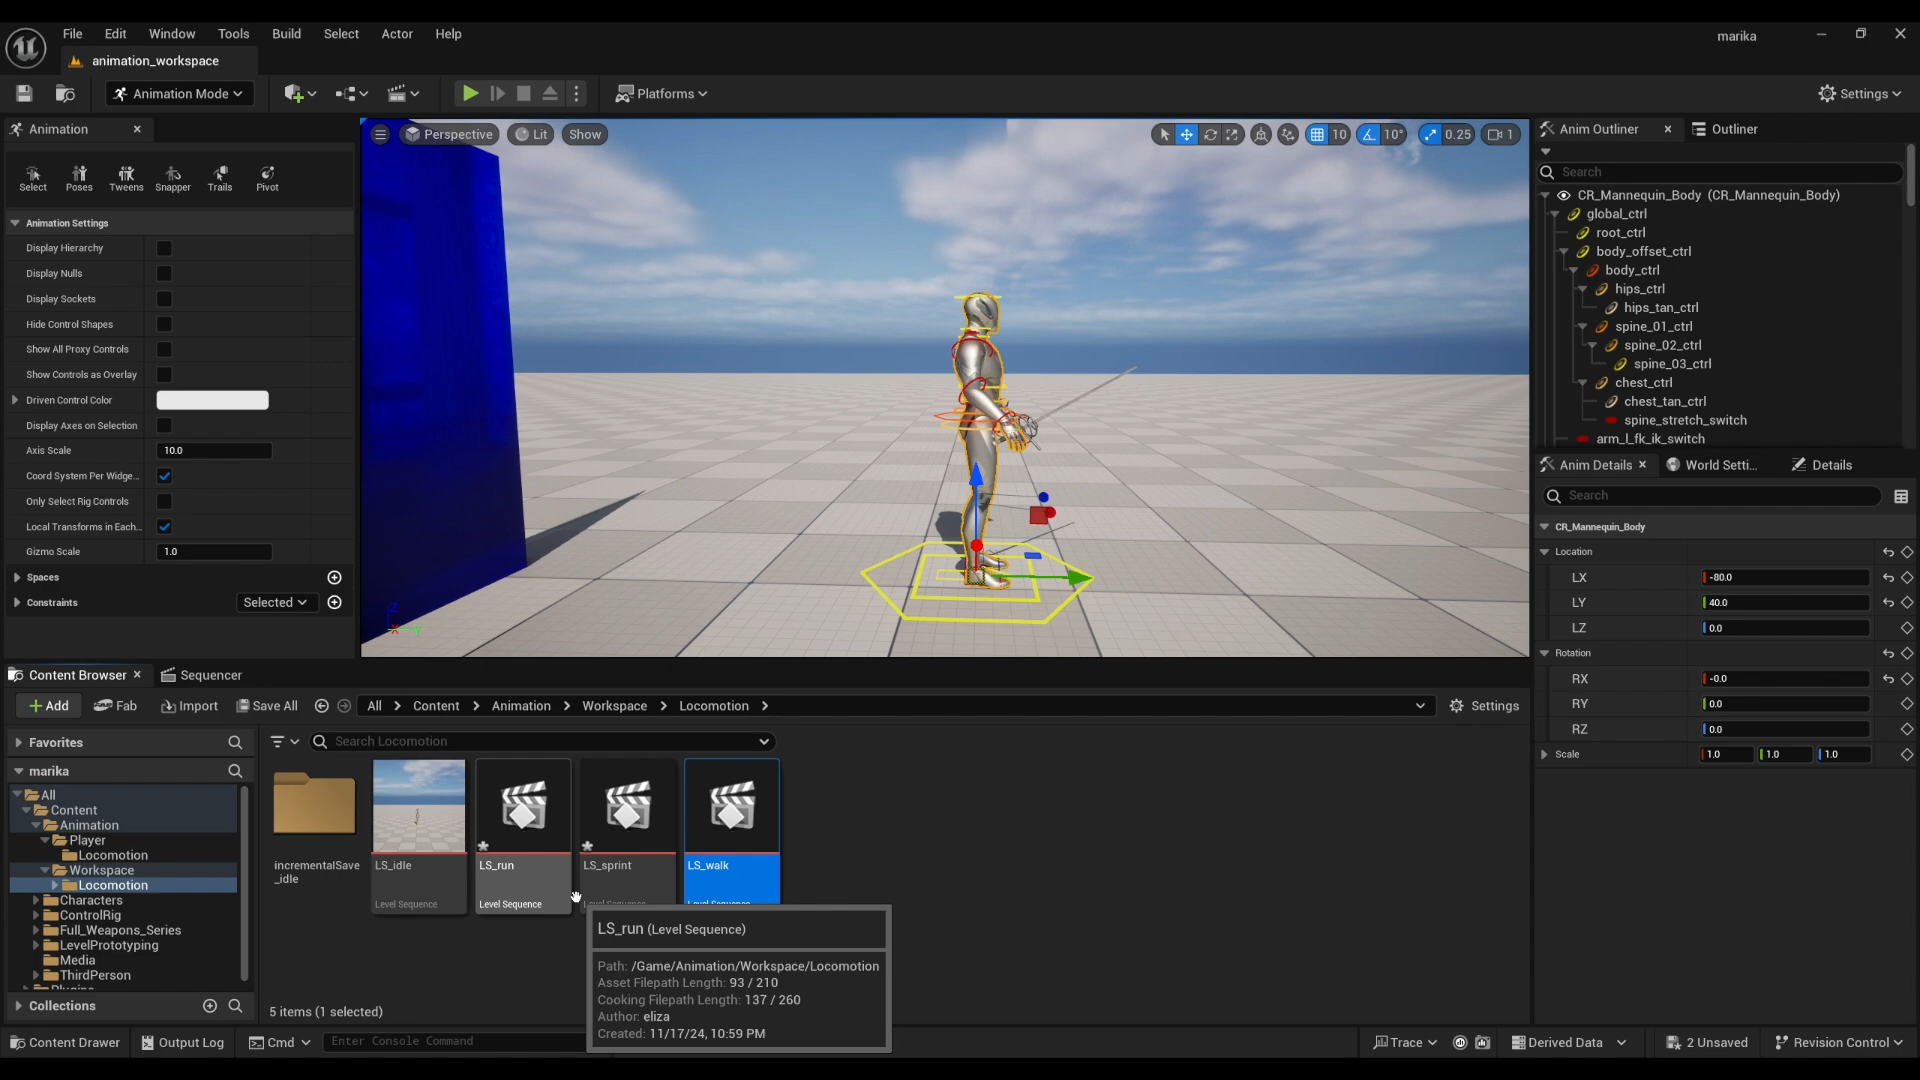 File Edit Window Tools Build Select Actor Help
marika
animation_workspace
Animation Mode
Platforms
Settings
Animation
Select Poses Tweens Snapper Trails Pivot
Animation Settings
Display Hierarchy
Display Nulls
Display Sockets
Hide Control Shapes
Show All Proxy Controls
Show Controls as Overlay
Driven Control Color
Display Axes on Selection
Axis Scale 10.0
Coord System Per Widge...
Only Select Rig Controls
Local Transforms in Each...
Gizmo Scale 1.0
Spaces
Constraints Selected
Perspective Lit Show
10 10° 0.25 1
Z
X Y
Anim Outliner Outliner
Search
CR_Mannequin_Body (CR_Mannequin_Body)
global_ctrl
root_ctrl
body_offset_ctrl
body_ctrl
hips_ctrl
hips_tan_ctrl
spine_01_ctrl
spine_02_ctrl
spine_03_ctrl
chest_ctrl
chest_tan_ctrl
spine_stretch_switch
arm_l_fk_ik_switch
Anim Details World Setti... Details
Search
CR_Mannequin_Body
Location
LX -80.0
LY 40.0
LZ 0.0
Rotation
RX -0.0
RY 0.0
RZ 0.0
Scale 1.0 1.0 1.0
Content Browser Sequencer
Add Fab Import Save All All Content Animation Workspace Locomotion Settings
Favorites
Search Locomotion
marika
All
Content
Animation
Player
Locomotion
Workspace
Locomotion
Characters
ControlRig
Full_Weapons_Series
LevelPrototyping
Media
ThirdPerson
Plugins
Collections
incrementalSave
_idle
LS_idle
Level Sequence
LS_run
Level Sequence
LS_sprint
Level Sequence
LS_walk
Level Sequence
LS_run (Level Sequence)
Path: /Game/Animation/Workspace/Locomotion
Asset Filepath Length: 93 / 210
Cooking Filepath Length: 137 / 260
Author: eliza
Created: 11/17/24, 10:59 PM
5 items (1 selected)
Content Drawer Output Log Cmd Enter Console Command Trace Derived Data 2 Unsaved Revision Control